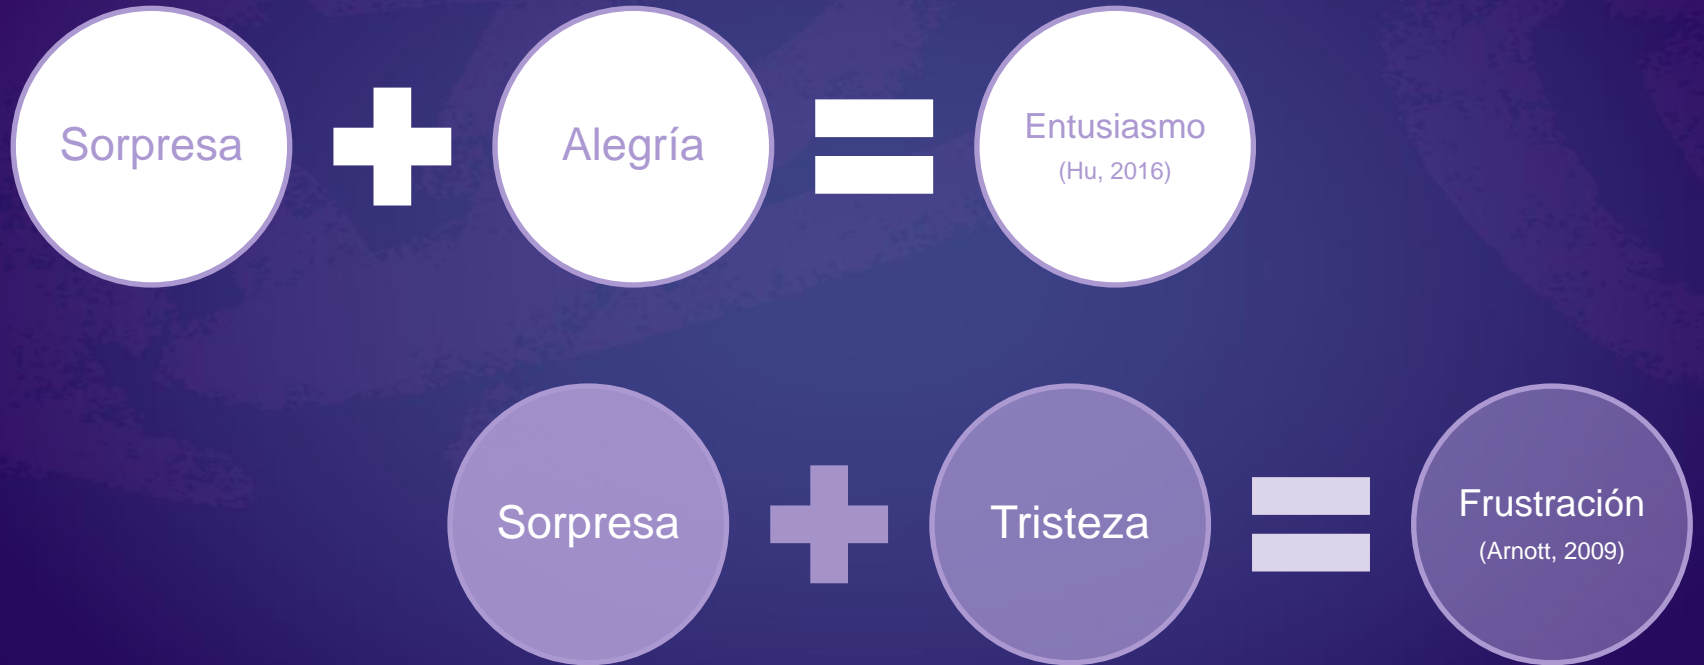 Sorpresa
Alegría
Entusiasmo
(Hu, 2016)
Sorpresa
Tristeza
Frustración
(Arnott, 2009)